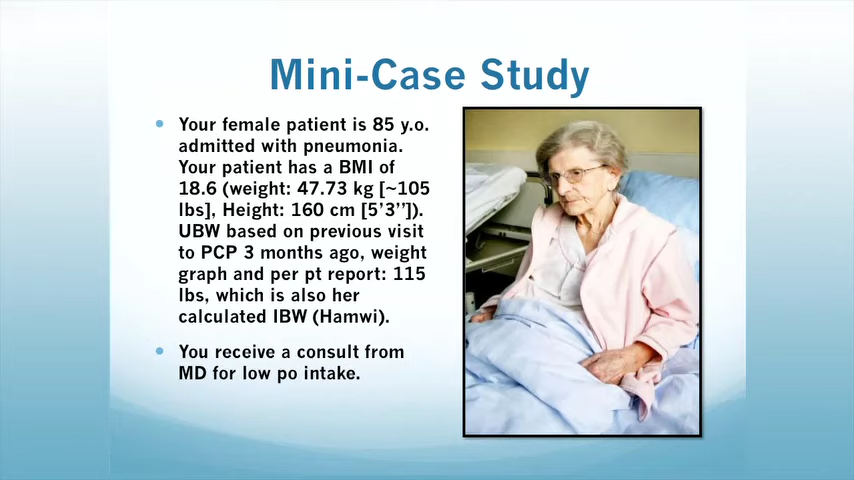 Mini-Case Study
Your female patient is 85 y.o.
admitted with pneumonia.
Your patient has a BMI of
18.6 (weight: 47.73 kg [~105
lbs], Height: 160 cm [5’3’’]).
UBW based on previous visit
to PCP 3 months ago, weight
graph and per pt report: 115
lbs, which is also her
calculated IBW (Hamwi).
You receive a consult from
MD for low po intake.